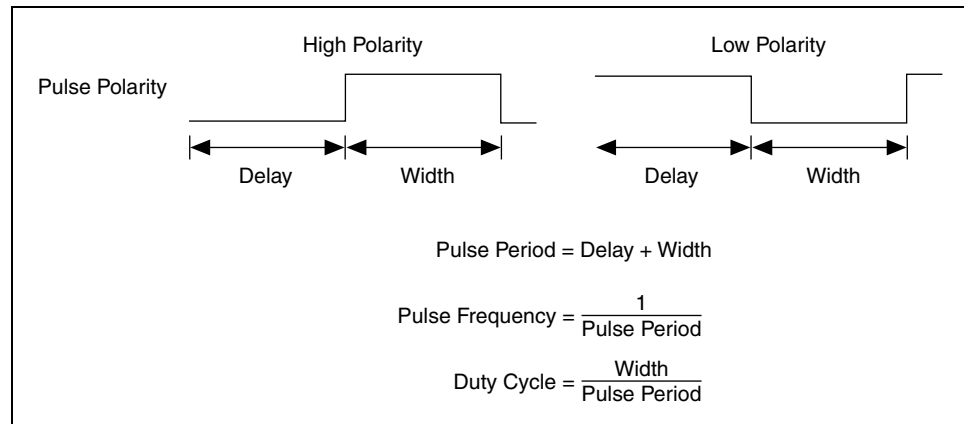 High Polarity Low Polarity
Pulse Polarity
Delay Width Delay Width
Pulse Period = Delay + Width
Pulse Frequency = 1 / Pulse Period
Duty Cycle = Width / Pulse Period